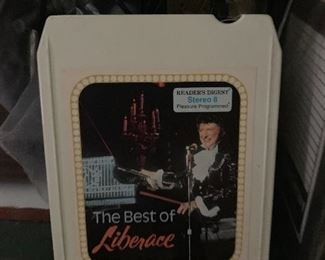 READER'S DIGEST
Stereo 8
Pleasure Programmed
The Best of
Liberace